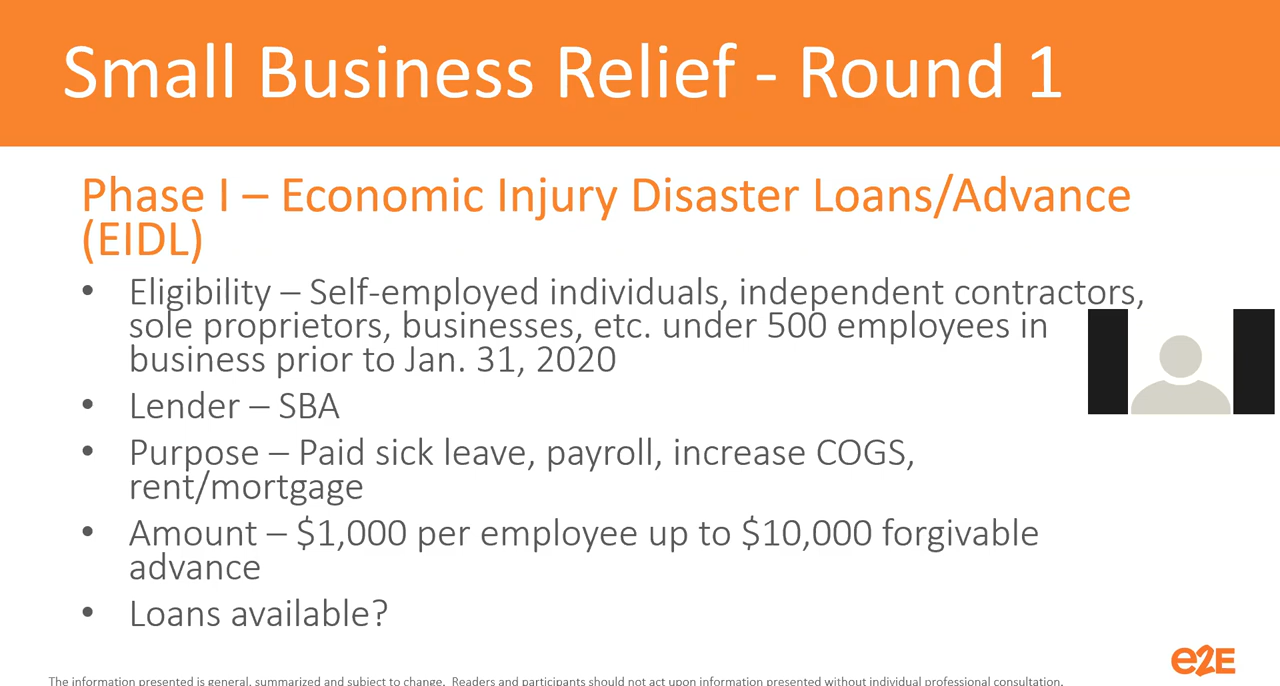 Small Business Relief - Round 1
Phase I – Economic Injury Disaster Loans/Advance
(EIDL)
• Eligibility – Self-employed individuals, independent contractors,
sole proprietors, businesses, etc. under 500 employees in
business prior to Jan. 31, 2020
• Lender – SBA
• Purpose – Paid sick leave, payroll, increase COGS,
rent/mortgage
• Amount – $1,000 per employee up to $10,000 forgivable
advance
• Loans available?
e2E
The information presented is general, summarized and subject to change. Readers and participants should not act upon information presented without individual professional consultation.